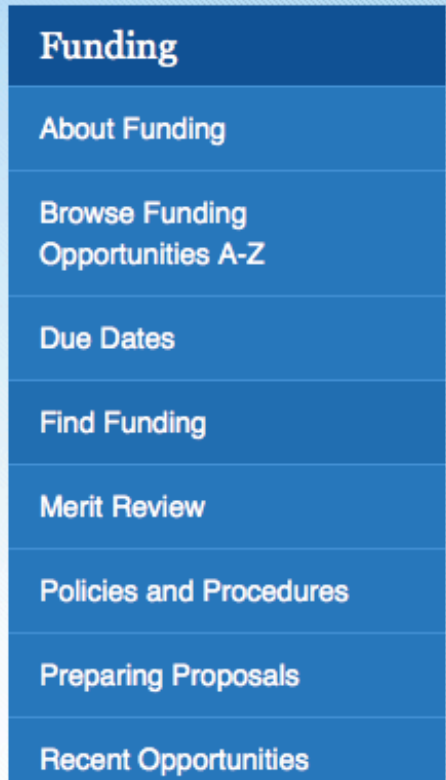 Funding
About Funding
Browse Funding
Opportunities A-Z
Due Dates
Find Funding
Merit Review
Policies and Procedures
Preparing Proposals
Recent Opportunities